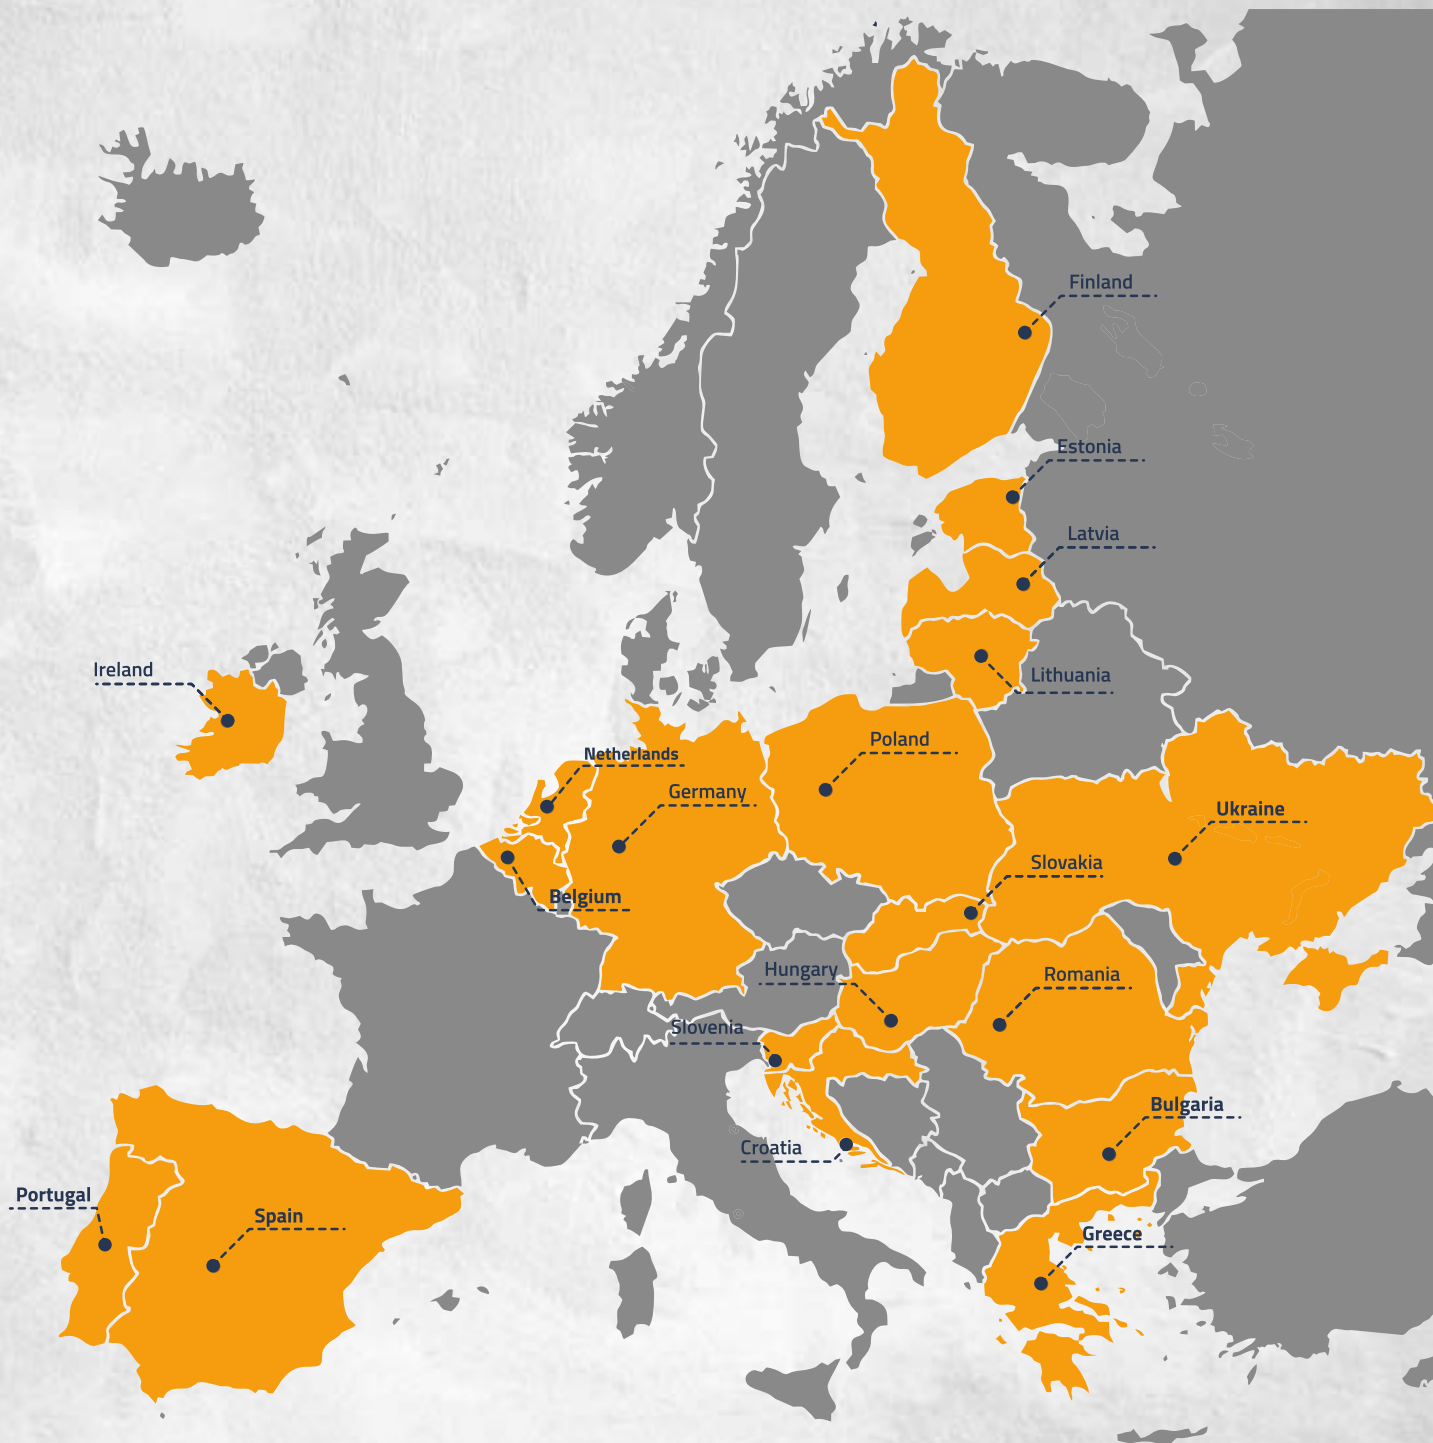 Finland
Estonia
Latvia
Ireland
Lithuania
Poland
Netherlands
Germany
Ukraine
Slovakia
Belgium
Hungary
Romania
Slovenia
Bulgaria
Croatia
Portugal
Spain
Greece